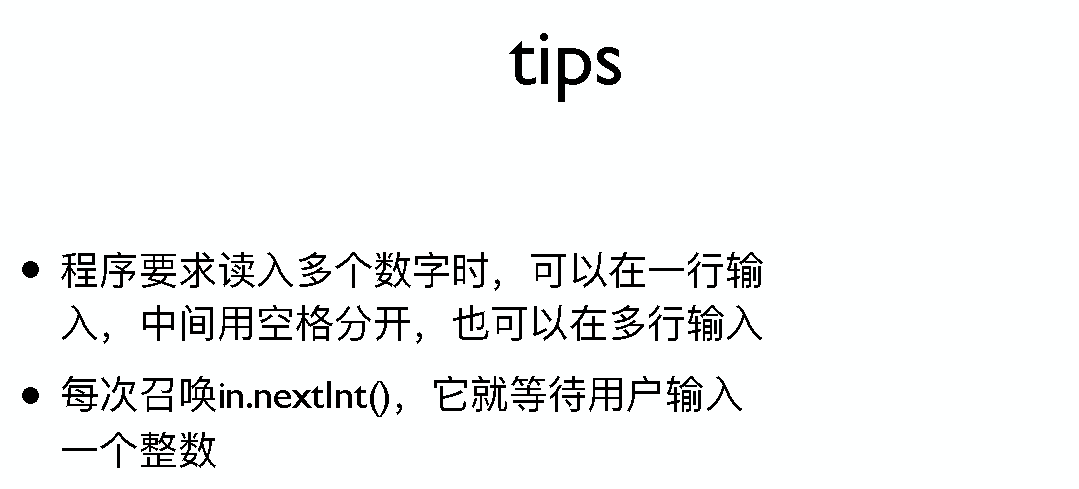 tips
● 程序要求读入多个数字时，可以在一行输
入，中间用空格分开，也可以在多行输入
● 每次召唤in.nextInt()，它就等待用户输入
一个整数